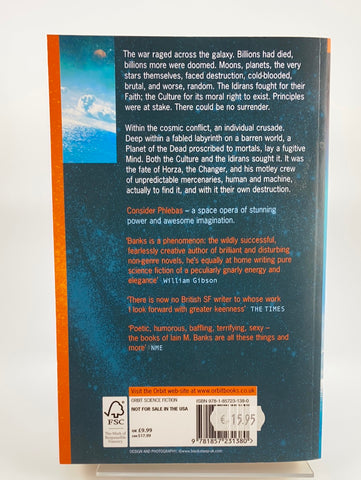 The war raged across the galaxy. Billions had died,
billions more were doomed. Moons, planets, the very
stars themselves, faced destruction, cold-blooded,
brutal, and worse, random. The Idirans fought for their
Faith; the Culture for its moral right to exist. Principles
were at stake. There could be no surrender.
Within the cosmic conflict, an individual crusade.
Deep within a fabled labyrinth on a barren world, a
Planet of the Dead proscribed to mortals, lay a fugitive
Mind. Both the Culture and the Idirans sought it. It was
the fate of Horza, the Changer, and his motley crew
of unpredictable mercenaries, human and machine,
actually to find it, and with it their own destruction.
Consider Phlebas – a space opera of stunning
power and awesome imagination.
'Banks is a phenomenon: the wildly successful,
fearlessly creative author of brilliant and disturbing
non-genre novels, he's equally at home writing pure
science fiction of a peculiarly gnarly energy and
elegance' William Gibson
'There is now no British SF writer to whose work
I look forward with greater keenness' THE TIMES
'Poetic, humorous, baffling, terrifying, sexy –
the books of Iain M. Banks are all these things and
more' NME
Visit the Orbit web-site at www.orbitbooks.co.uk
ORBIT SCIENCE FICTION
NOT FOR SALE IN THE USA
ISBN 978-1-85723-138-0
€ 15,95
FSC
The Mark of
Responsible
Forestry
UK £9.99
9 781857 231380
DESIGN AND PHOTOGRAPHY: